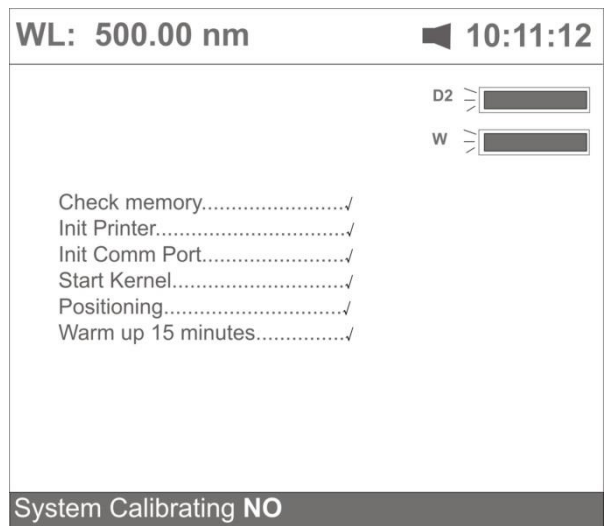 WL: 500.00 nm 10:11:12
D2
W
Check memory........................√
Init Printer................................√
Init Comm Port........................√
Start Kernel.............................√
Positioning..............................√
Warm up 15 minutes...............√
System Calibrating NO